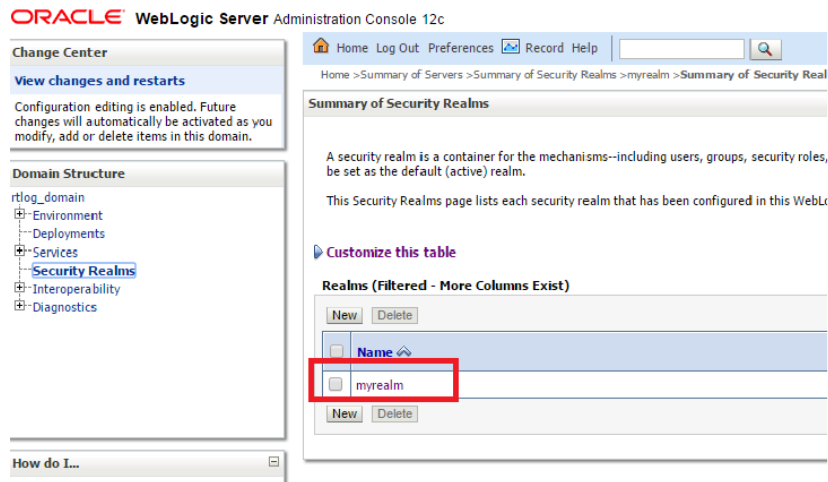 ORACLE WebLogic Server Administration Console 12c
Change Center
View changes and restarts
Configuration editing is enabled. Future
changes will automatically be activated as you
modify, add or delete items in this domain.
Domain Structure
rtlog_domain
Environment
Deployments
Services
Security Realms
Interoperability
Diagnostics
How do I...
Home Log Out Preferences Record Help
Home >Summary of Servers >Summary of Security Realms >myrealm >Summary of Security Real
Summary of Security Realms
A security realm is a container for the mechanisms--including users, groups, security roles,
be set as the default (active) realm.
This Security Realms page lists each security realm that has been configured in this WebLo
Customize this table
Realms (Filtered - More Columns Exist)
New Delete
Name
myrealm
New Delete